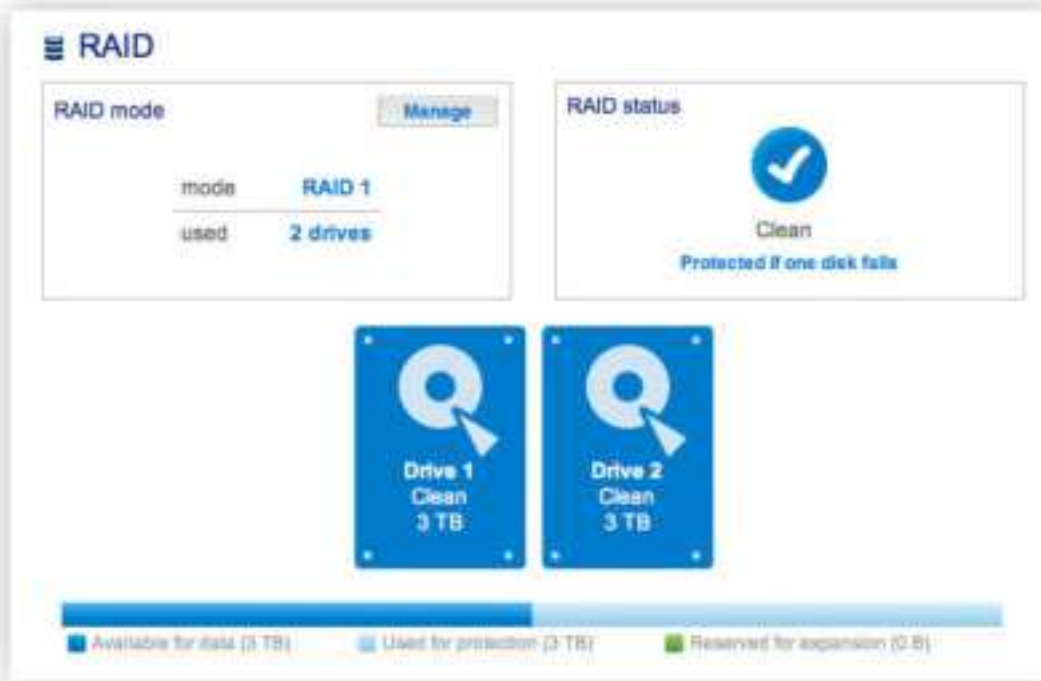 RAID
RAID mode
Manage
mode RAID 1
used 2 drives
RAID status
Clean
Protected if one disk fails
Drive 1
Clean
3 TB
Drive 2
Clean
3 TB
Available for data (3 TB)
Used for protection (3 TB)
Reserved for expansion (0 B)